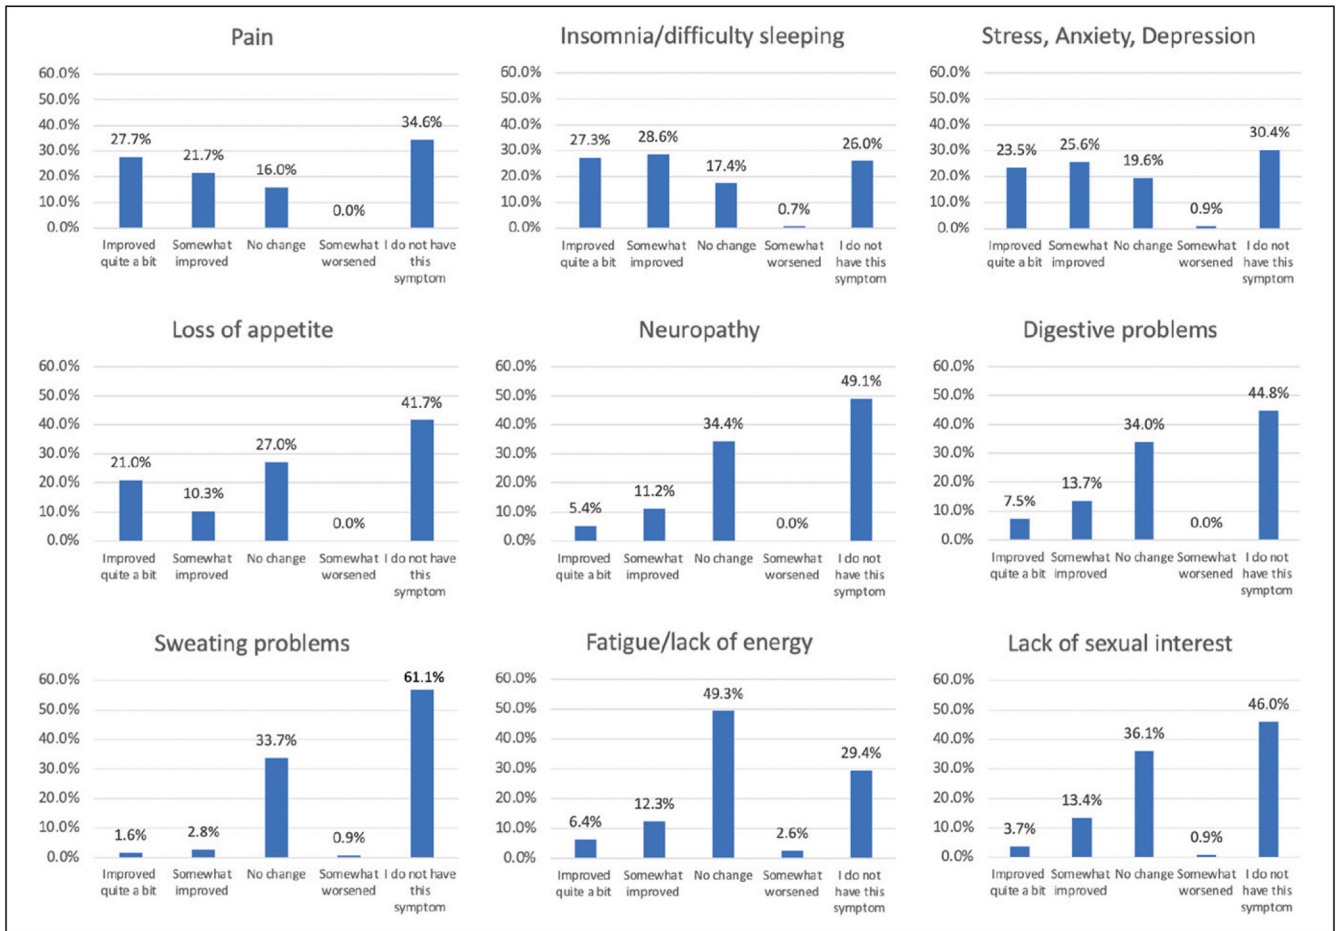 Pain
60.0%
50.0%
40.0%
30.0%
20.0%
10.0%
0.0%
27.7%
21.7%
16.0%
0.0%
34.6%
Improved quite a bit
Somewhat improved
No change
Somewhat worsened
I do not have this symptom
Insomnia/difficulty sleeping
60.0%
50.0%
40.0%
30.0%
20.0%
10.0%
0.0%
27.3%
28.6%
17.4%
0.7%
26.0%
Improved quite a bit
Somewhat improved
No change
Somewhat worsened
I do not have this symptom
Stress, Anxiety, Depression
60.0%
50.0%
40.0%
30.0%
20.0%
10.0%
0.0%
23.5%
25.6%
19.6%
0.9%
30.4%
Improved quite a bit
Somewhat improved
No change
Somewhat worsened
I do not have this symptom
Loss of appetite
60.0%
50.0%
40.0%
30.0%
20.0%
10.0%
0.0%
21.0%
10.3%
27.0%
0.0%
41.7%
Improved quite a bit
Somewhat improved
No change
Somewhat worsened
I do not have this symptom
Neuropathy
60.0%
50.0%
40.0%
30.0%
20.0%
10.0%
0.0%
5.4%
11.2%
34.4%
0.0%
49.1%
Improved quite a bit
Somewhat improved
No change
Somewhat worsened
I do not have this symptom
Digestive problems
60.0%
50.0%
40.0%
30.0%
20.0%
10.0%
0.0%
7.5%
13.7%
34.0%
0.0%
44.8%
Improved quite a bit
Somewhat improved
No change
Somewhat worsened
I do not have this symptom
Sweating problems
60.0%
50.0%
40.0%
30.0%
20.0%
10.0%
0.0%
1.6%
2.8%
33.7%
0.9%
61.1%
Improved quite a bit
Somewhat improved
No change
Somewhat worsened
I do not have this symptom
Fatigue/lack of energy
60.0%
50.0%
40.0%
30.0%
20.0%
10.0%
0.0%
6.4%
12.3%
49.3%
2.6%
29.4%
Improved quite a bit
Somewhat improved
No change
Somewhat worsened
I do not have this symptom
Lack of sexual interest
60.0%
50.0%
40.0%
30.0%
20.0%
10.0%
0.0%
3.7%
13.4%
36.1%
0.9%
46.0%
Improved quite a bit
Somewhat improved
No change
Somewhat worsened
I do not have this symptom